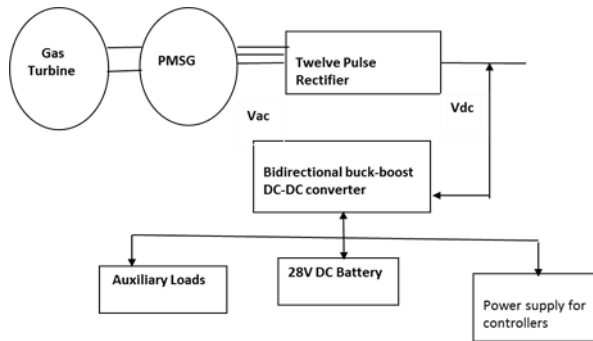 Gas
Turbine
PMSG
Twelve Pulse
Rectifier
Vac
Vdc
Bidirectional buck-boost
DC-DC converter
Auxiliary Loads
28V DC Battery
Power supply for
controllers